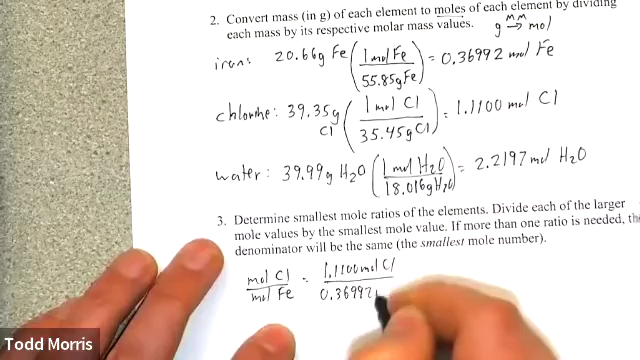 2. Convert mass (in g) of each element to moles of each element by dividing
each mass by its respective molar mass values. g MM → mol
iron: 20.66g Fe (1 mol Fe / 55.85g Fe) = 0.36992 mol Fe
chlorine: 39.35g Cl (1 mol Cl / 35.45g Cl) = 1.1100 mol Cl
water: 39.99g H2O (1 mol H2O / 18.016g H2O) = 2.2197 mol H2O
3. Determine smallest mole ratios of the elements. Divide each of the larger
mole values by the smallest mole value. If more than one ratio is needed, th
denominator will be the same (the smallest mole number).
mol Cl / mol Fe = 1.1100 mol Cl / 0.36992
Todd Morris